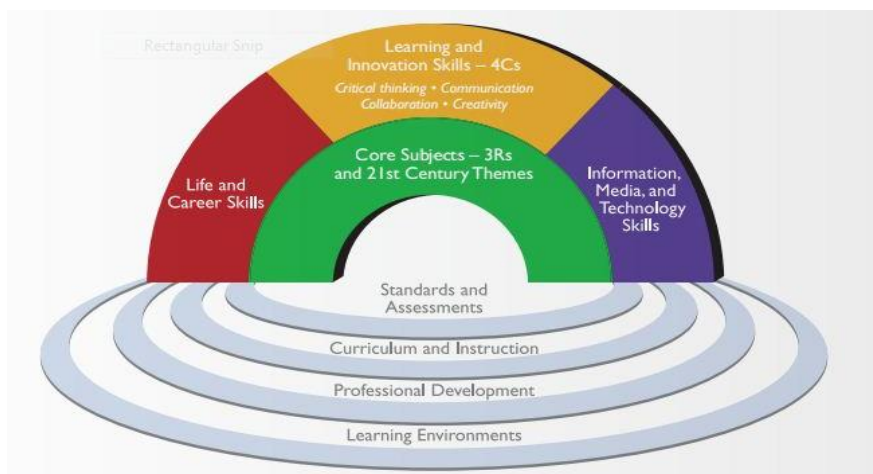 Rectangular Snip
Learning and
Innovation Skills – 4Cs
Critical thinking • Communication
Collaboration • Creativity
Core Subjects – 3Rs
and 21st Century Themes
Life and
Career Skills
Information,
Media, and
Technology
Skills
Standards and
Assessments
Curriculum and Instruction
Professional Development
Learning Environments